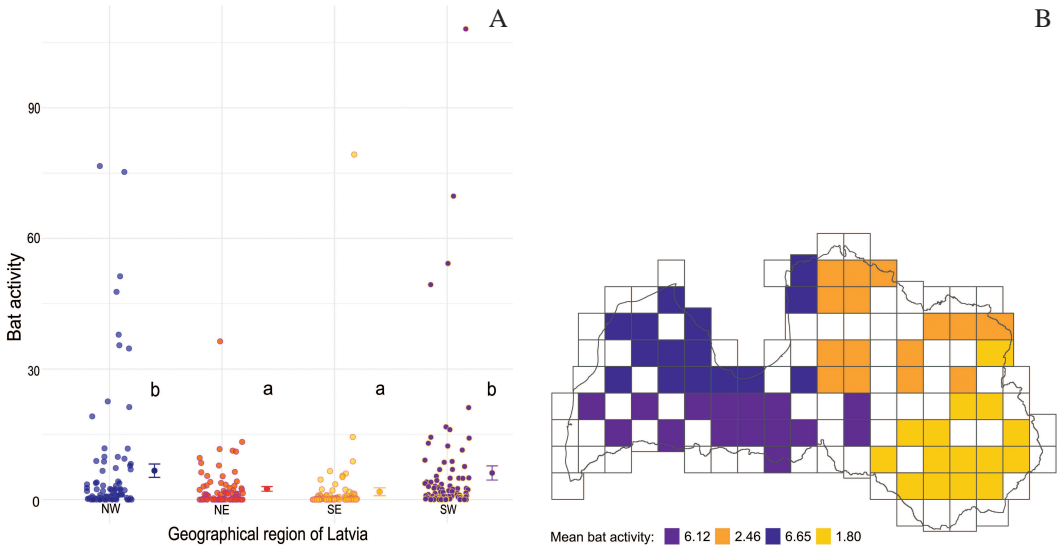 A
B
Bat activity
90
60
30
0
b
a
a
b
NW
NE
SE
SW
Geographical region of Latvia
Mean bat activity: 6.12 2.46 6.65 1.80